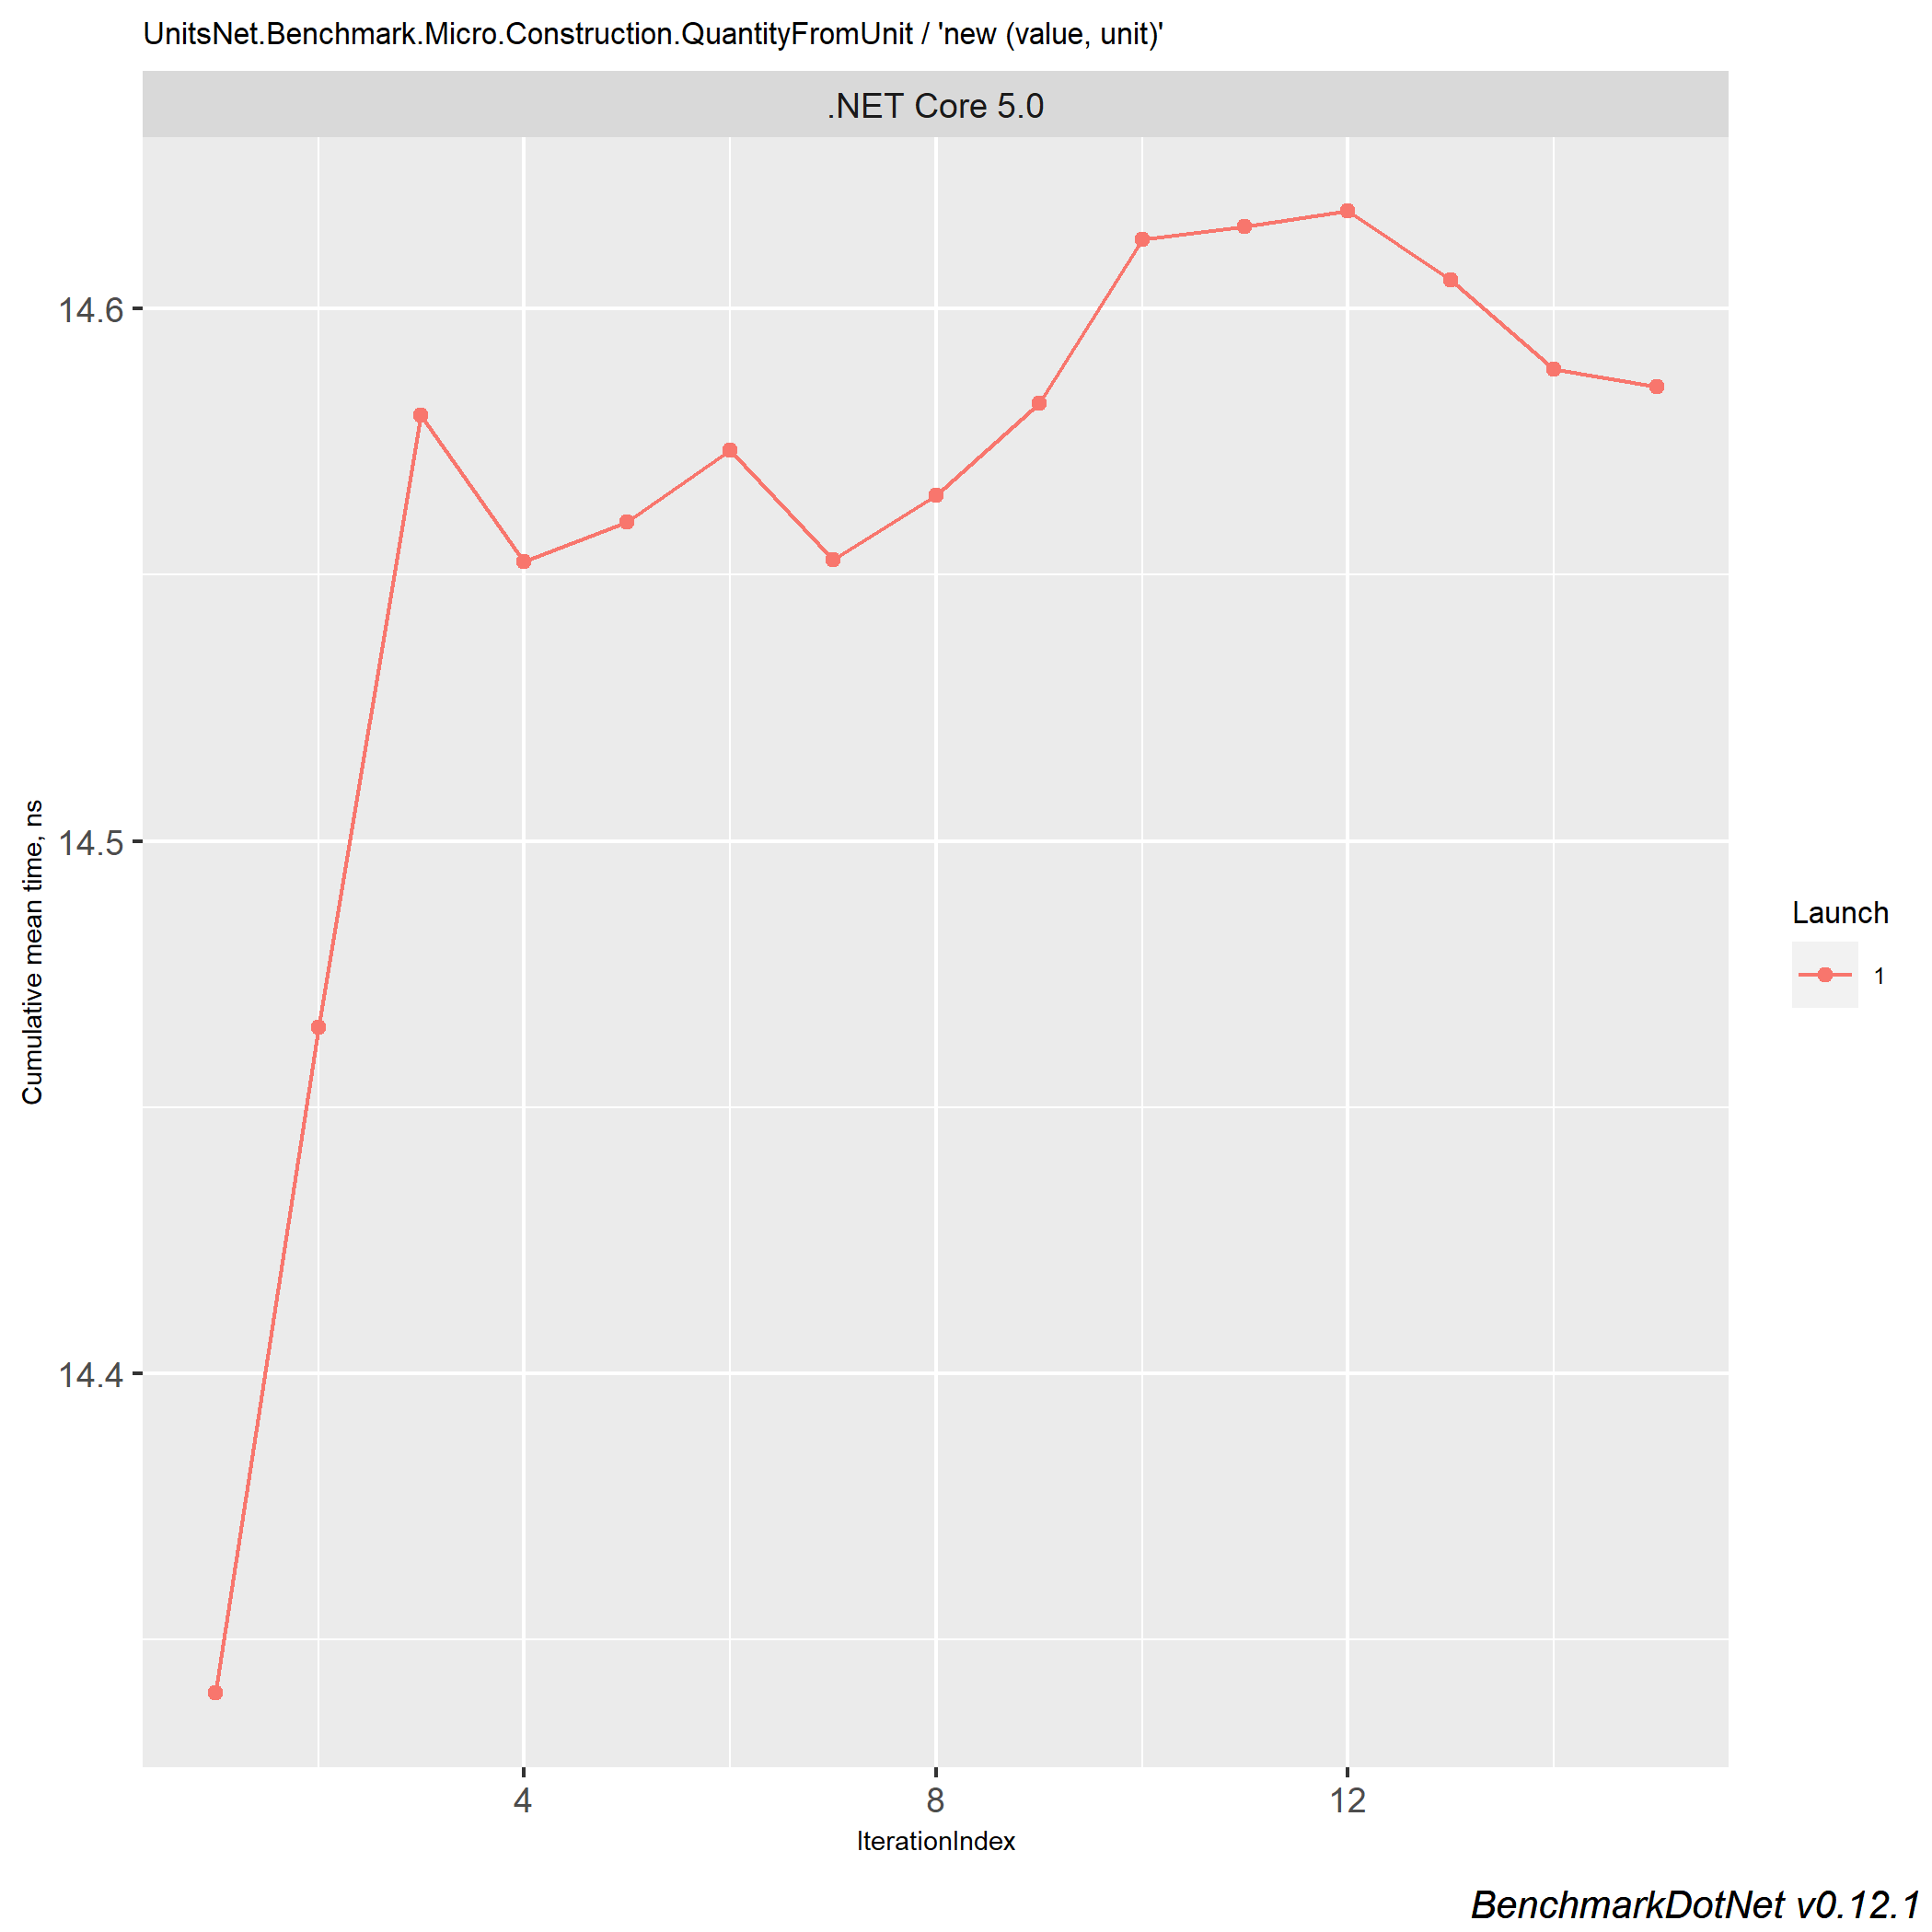 UnitsNet.Benchmark.Micro.Construction.QuantityFromUnit / 'new (value, unit)'
.NET Core 5.0
Cumulative mean time, ns
14.6
14.5
14.4
4
8
12
IterationIndex
Launch
1
BenchmarkDotNet v0.12.1